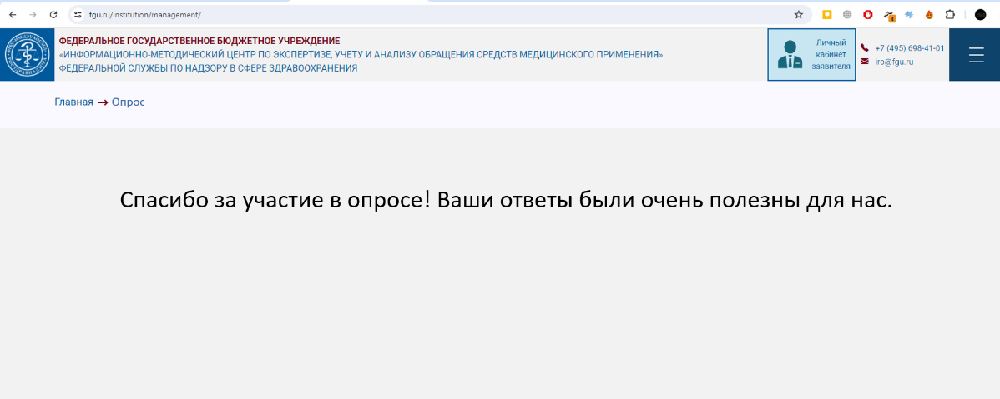 fgu.ru/institution/management/
4
ФЕДЕРАЛЬНОЕ ГОСУДАРСТВЕННОЕ БЮДЖЕТНОЕ УЧРЕЖДЕНИЕ
«ИНФОРМАЦИОННО-МЕТОДИЧЕСКИЙ ЦЕНТР ПО ЭКСПЕРТИЗЕ, УЧЕТУ И АНАЛИЗУ ОБРАЩЕНИЯ СРЕДСТВ МЕДИЦИНСКОГО ПРИМЕНЕНИЯ»
ФЕДЕРАЛЬНОЙ СЛУЖБЫ ПО НАДЗОРУ В СФЕРЕ ЗДРАВООХРАНЕНИЯ
Личный
кабинет
заявителя
+7 (495) 698-41-01
iro@fgu.ru
Главная → Опрос
Спасибо за участие в опросе! Ваши ответы были очень полезны для нас.